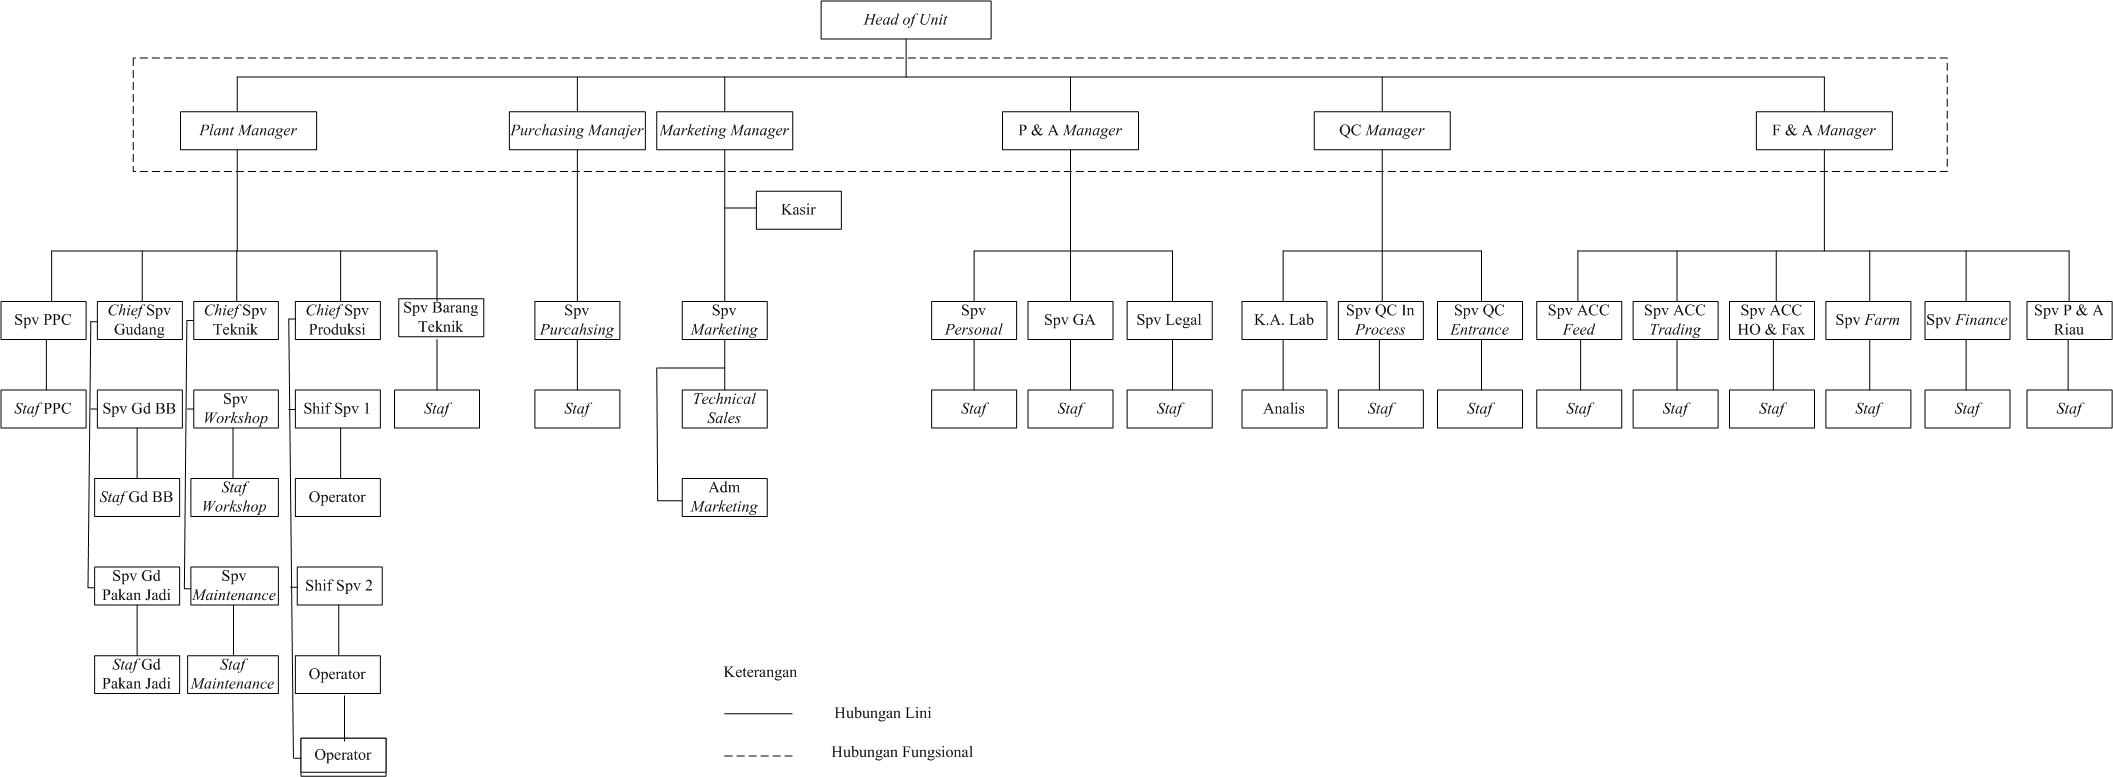 Head of Unit
Plant Manager
Purchasing Manajer
Marketing Manager
P & A Manager
QC Manager
F & A Manager
Kasir
Spv PPC
Chief Spv
Gudang
Chief Spv
Teknik
Chief Spv
Produksi
Spv Barang
Teknik
Spv
Purcahsing
Spv
Marketing
Spv
Personal
Spv GA
Spv Legal
K.A. Lab
Spv QC In
Process
Spv QC
Entrance
Spv ACC
Feed
Spv ACC
Trading
Spv ACC
HO & Fax
Spv Farm
Spv Finance
Spv P & A
Riau
Staf PPC
Spv Gd BB
Spv
Workshop
Shif Spv 1
Staf
Staf
Technical
Sales
Staf
Staf
Staf
Analis
Staf
Staf
Staf
Staf
Staf
Staf
Staf
Staf
Staf Gd BB
Staf
Workshop
Operator
Adm
Marketing
Spv Gd
Pakan Jadi
Spv
Maintenance
Shif Spv 2
Staf Gd
Pakan Jadi
Staf
Maintenance
Operator
Operator
Keterangan
Hubungan Lini
Hubungan Fungsional